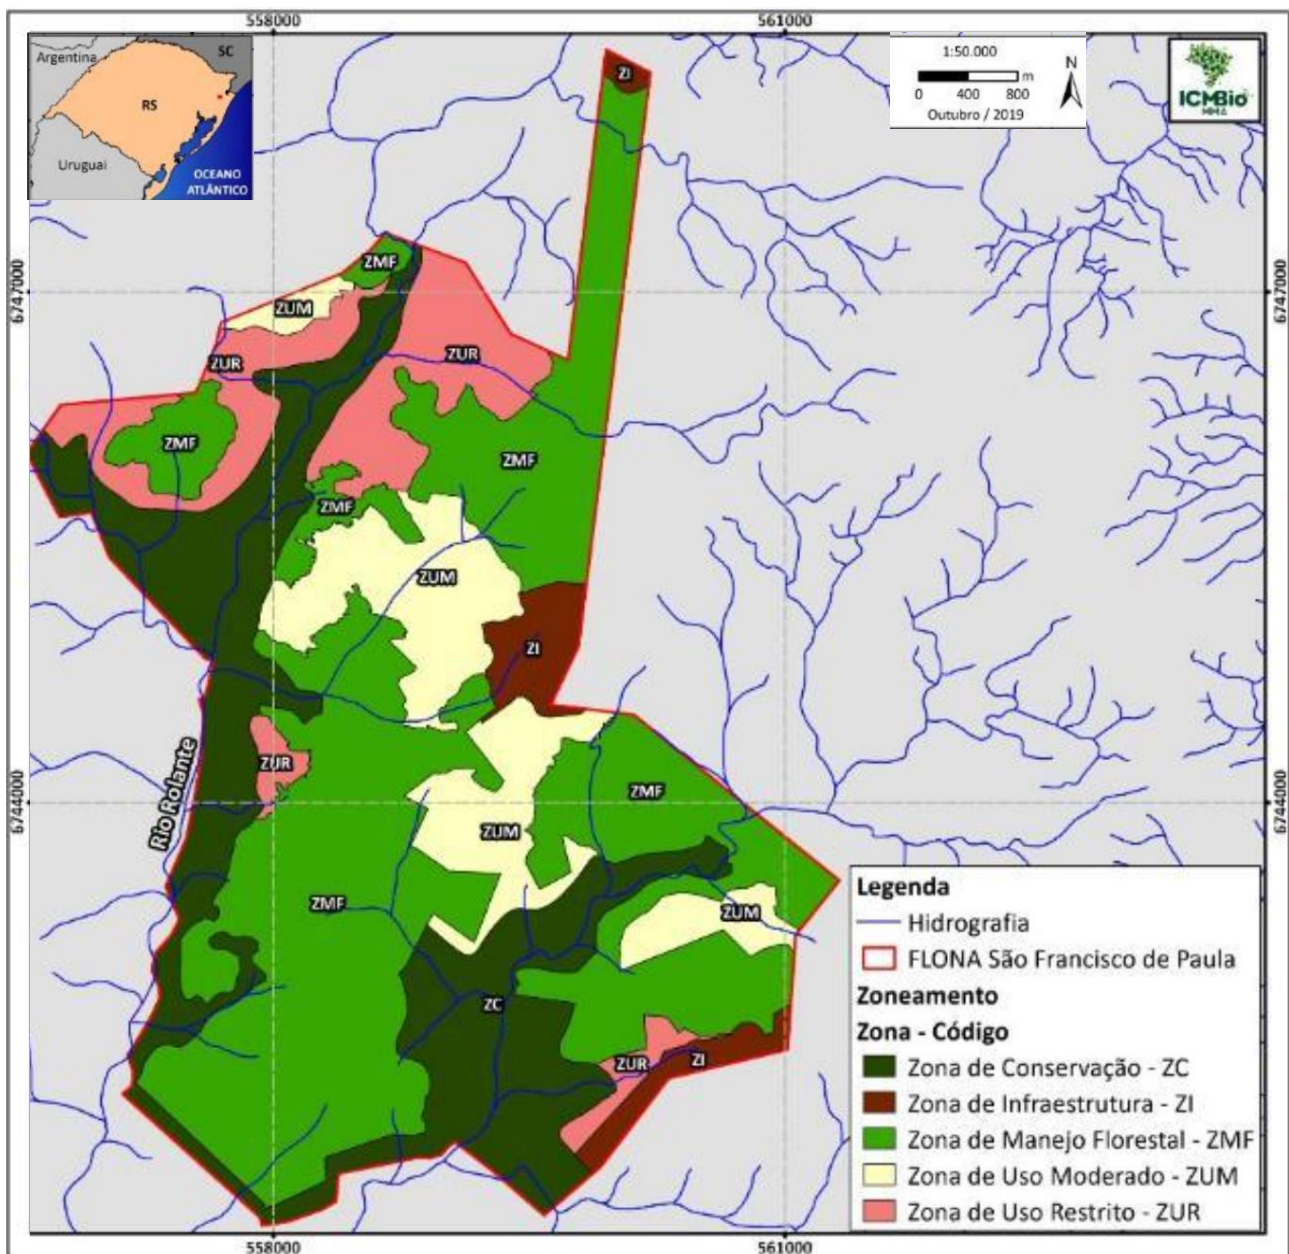 558000
561000
Argentina
SC
RS
Uruguai
OCEANO
ATLÂNTICO
1:50.000
0 400 800 m
Outubro / 2019
N
ICMBio
MMA
ZI
6747000
6747000
ZMF
ZUM
ZUR
ZUR
ZMF
ZMF
ZMF
ZUM
ZI
Rio Rolante
ZUR
ZMF
6744000
6744000
ZUM
ZMF
ZUM
ZC
ZUR
ZI
Legenda
Hidrografia
FLONA São Francisco de Paula
Zoneamento
Zona - Código
Zona de Conservação - ZC
Zona de Infraestrutura - ZI
Zona de Manejo Florestal - ZMF
Zona de Uso Moderado - ZUM
Zona de Uso Restrito - ZUR
558000
561000